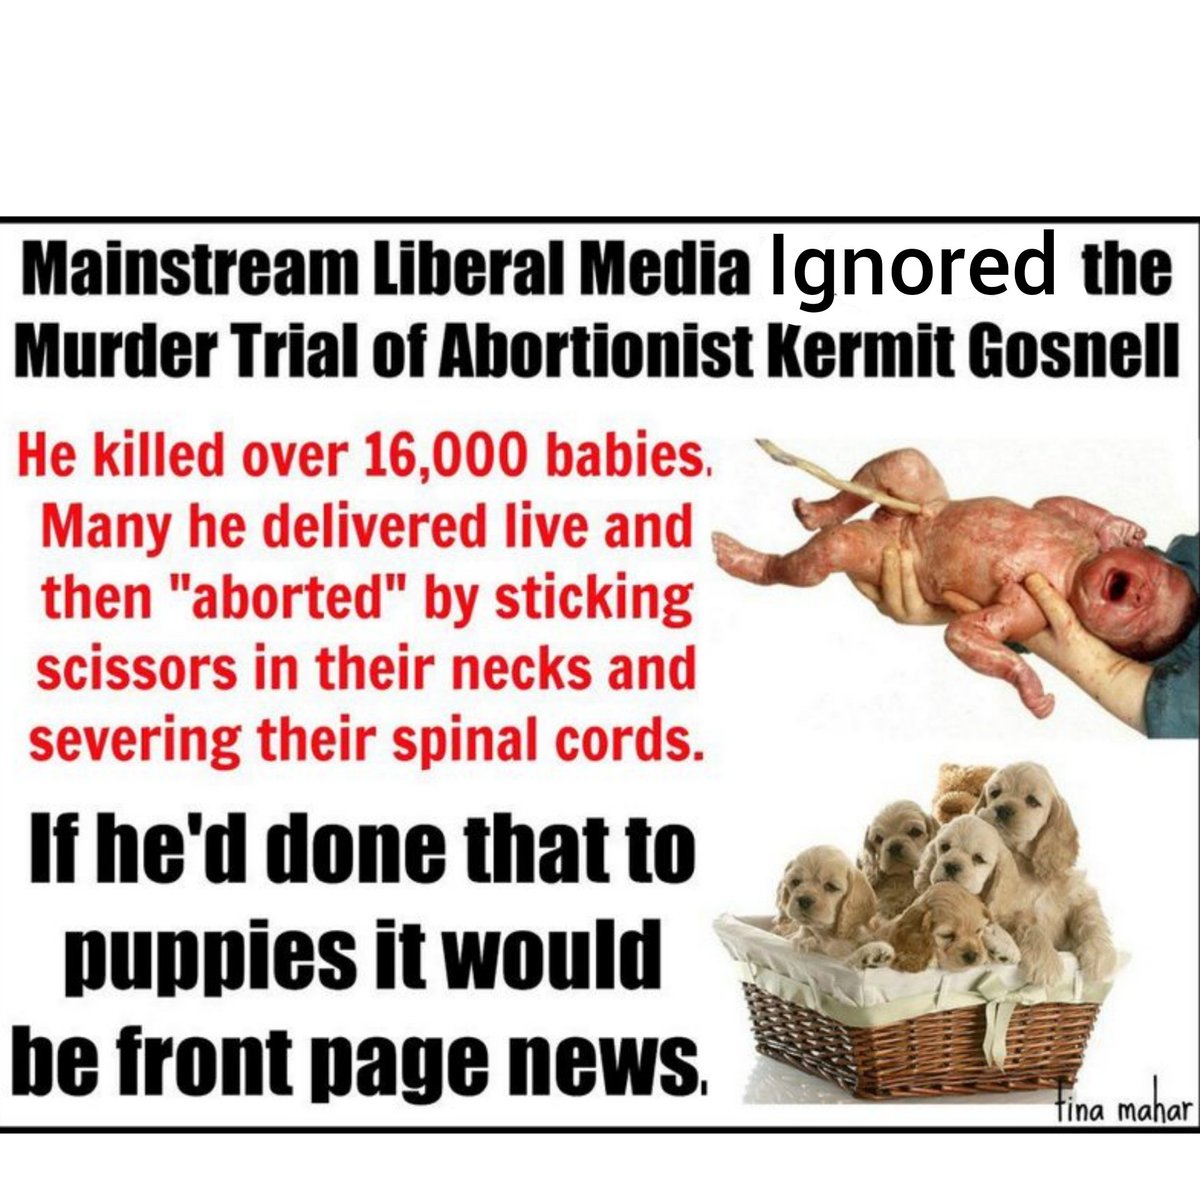 Mainstream Liberal Media Ignored the
Murder Trial of Abortionist Kermit Gosnell
He killed over 16,000 babies.
Many he delivered live and
then "aborted" by sticking
scissors in their necks and
severing their spinal cords.
If he'd done that to
puppies it would
be front page news.
tina mahar